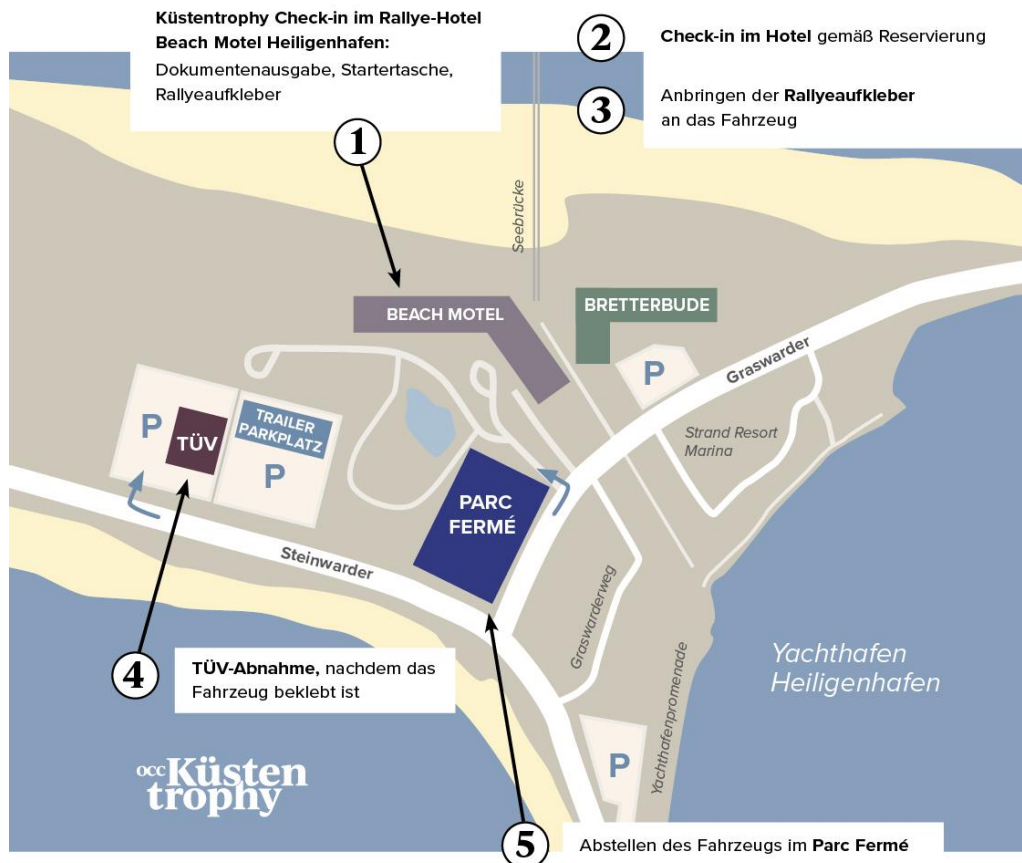 Küstentrophy Check-in im Rallye-Hotel
Beach Motel Heiligenhafen:
Dokumentenausgabe, Startertasche,
Rallyeaufkleber
1
2
Check-in im Hotel gemäß Reservierung
3
Anbringen der Rallyeaufkleber
an das Fahrzeug
Seebrücke
BEACH MOTEL
BRETTERBUDE
P
Graswarder
Strand Resort
Marina
P
TÜV
TRAILER
PARKPLATZ
P
PARC
FERMÉ
Steinwarder
Graswarderweg
Yachthafenpromenade
Yachthafen
Heiligenhafen
4
TÜV-Abnahme, nachdem das
Fahrzeug beklebt ist
P
occ Küsten
trophy
5
Abstellen des Fahrzeugs im Parc Fermé